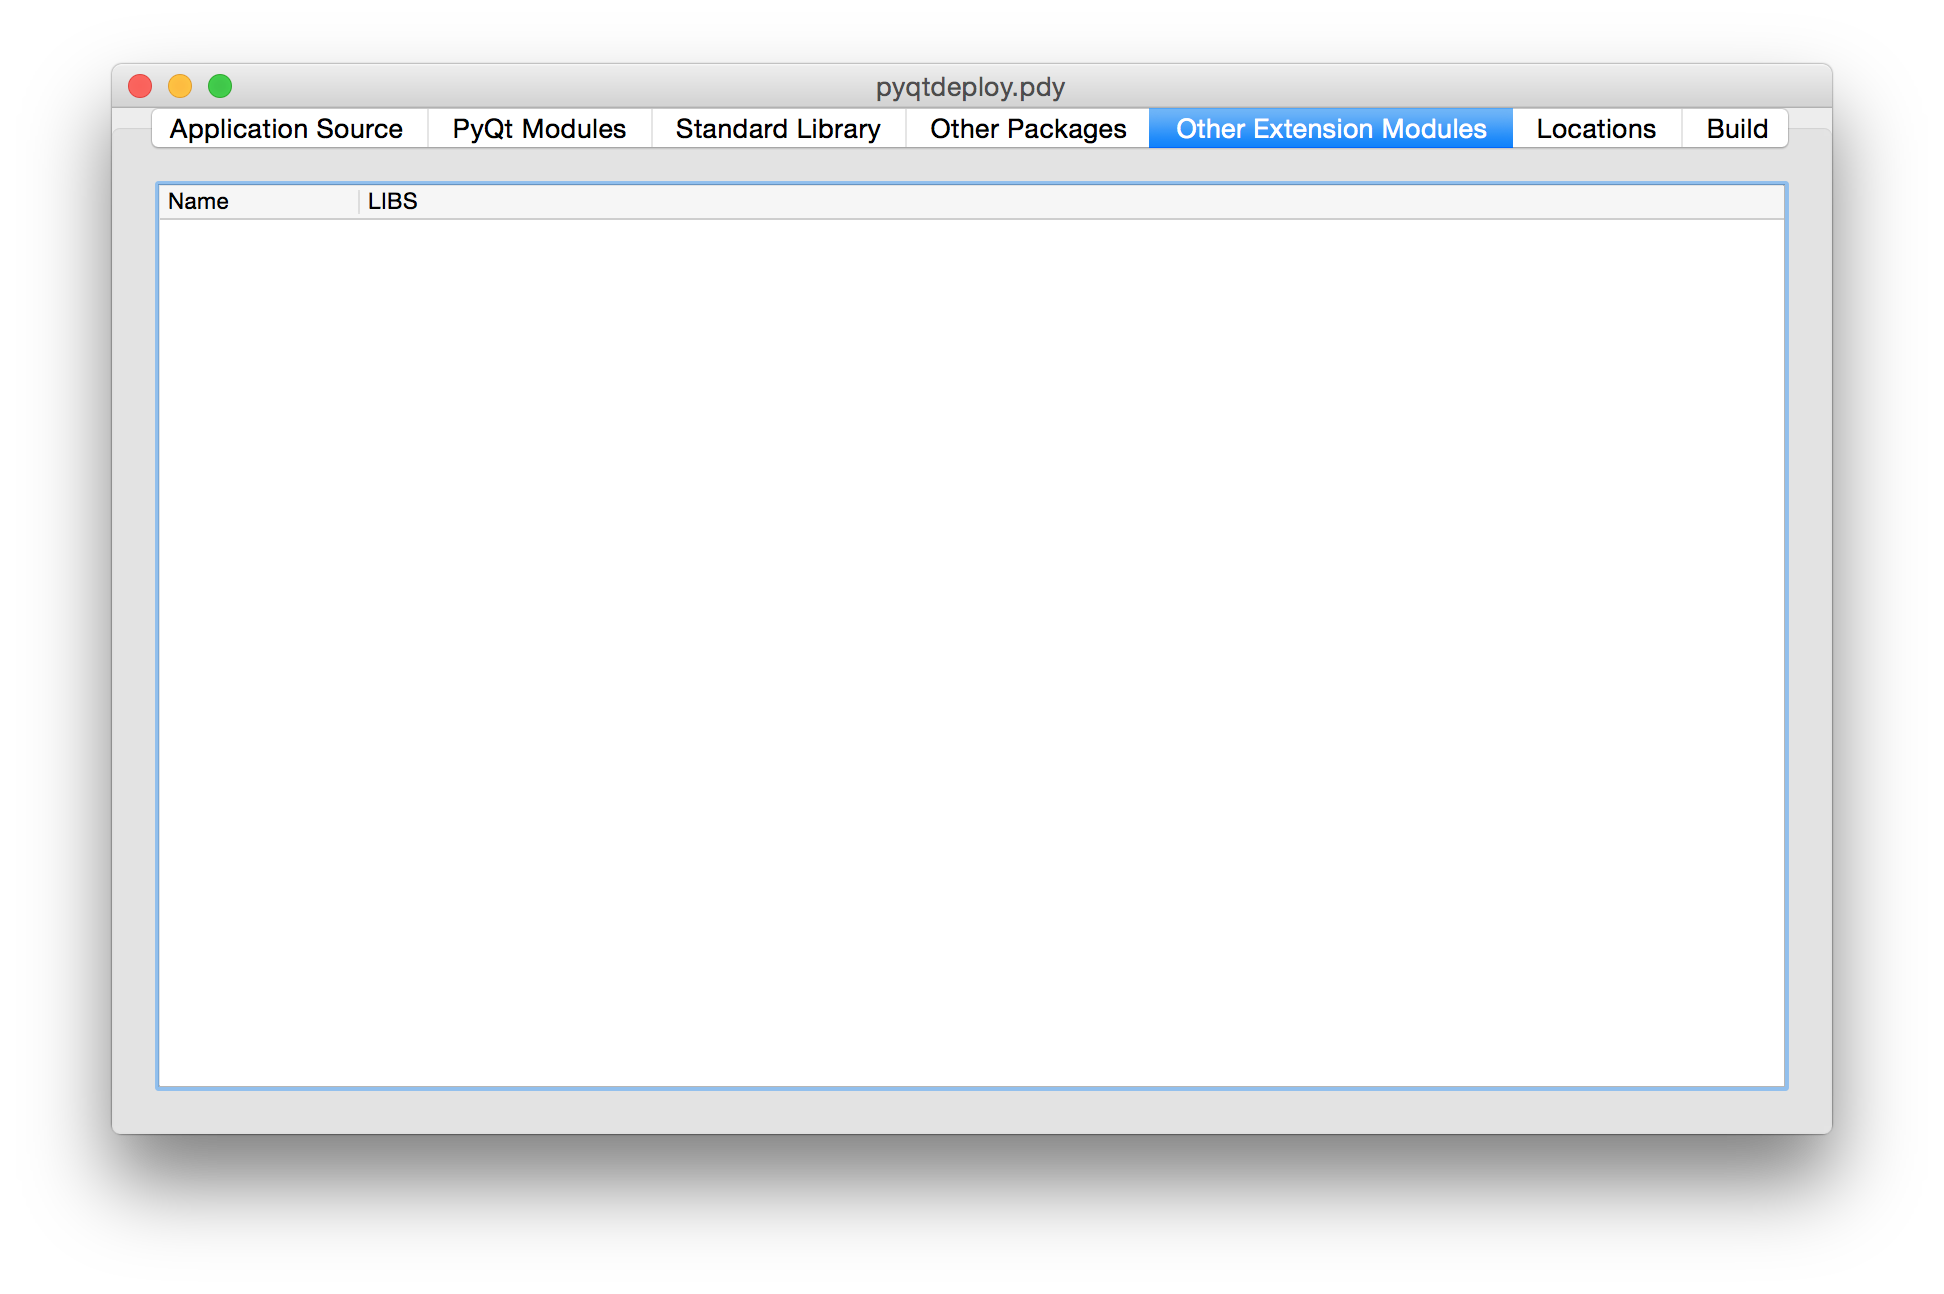 pyqtdeploy.pdy
Application Source PyQt Modules Standard Library Other Packages Other Extension Modules Locations Build
Name LIBS